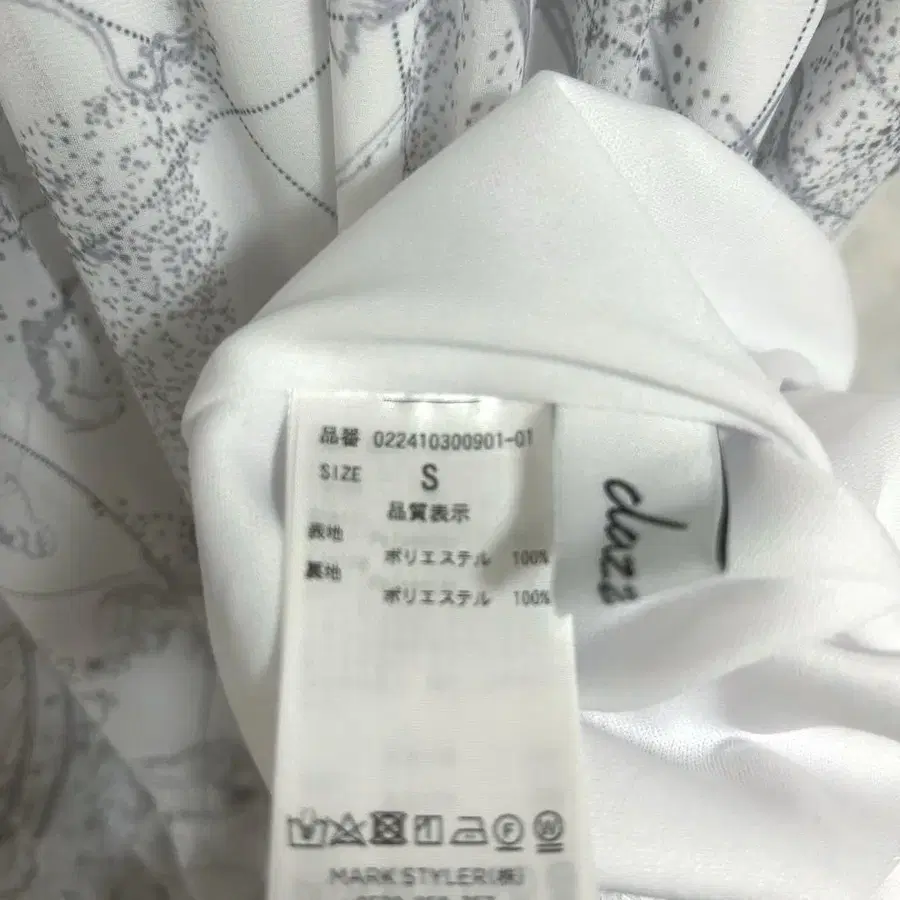 品番 022410300901-01
SIZE S
品質表示
表地
ポリエステル 100%
裏地
ポリエステル 100%
clazz
MARK STYLER(株)